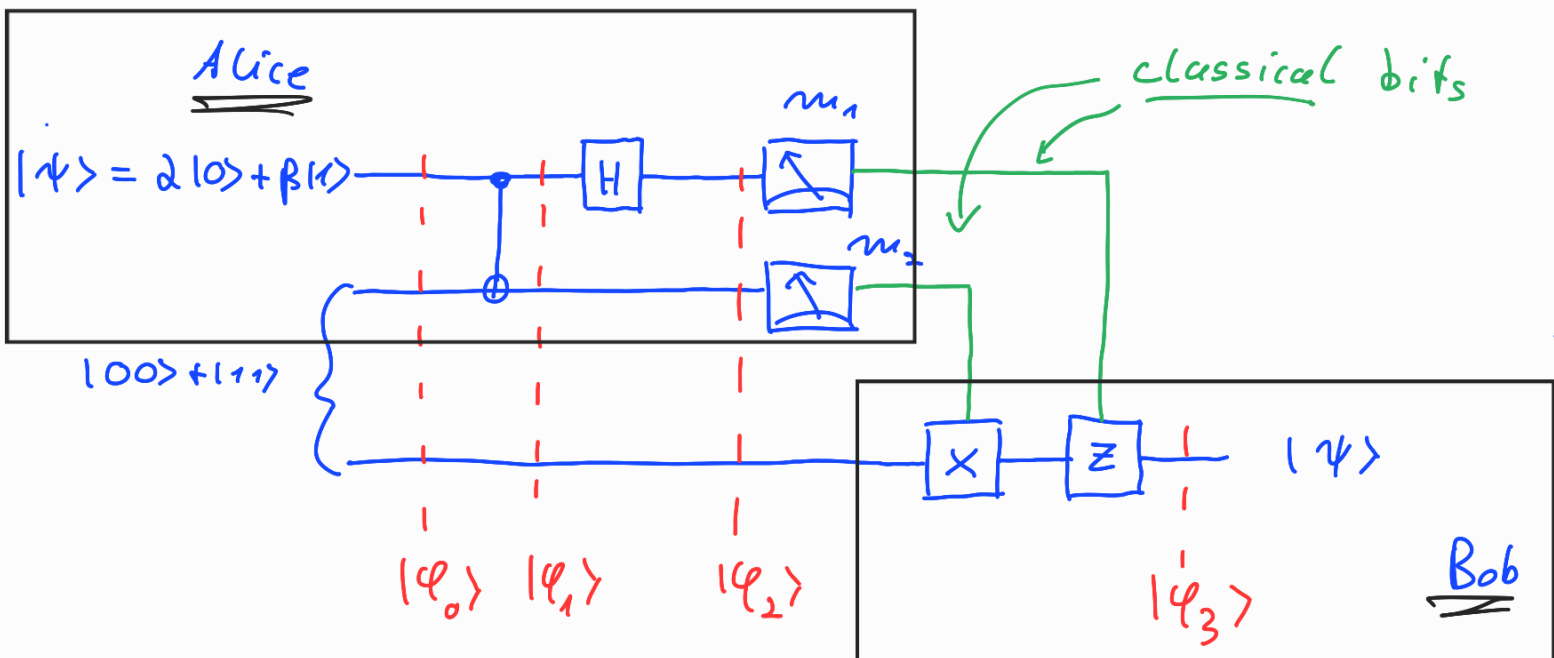 Alice
classical bits
m₁
|ψ> = α|0>+β|1>
H
m₂
|00>+|11>
X
Z
|ψ>
|φ₀>
|φ₁>
|φ₂>
|φ₃>
Bob